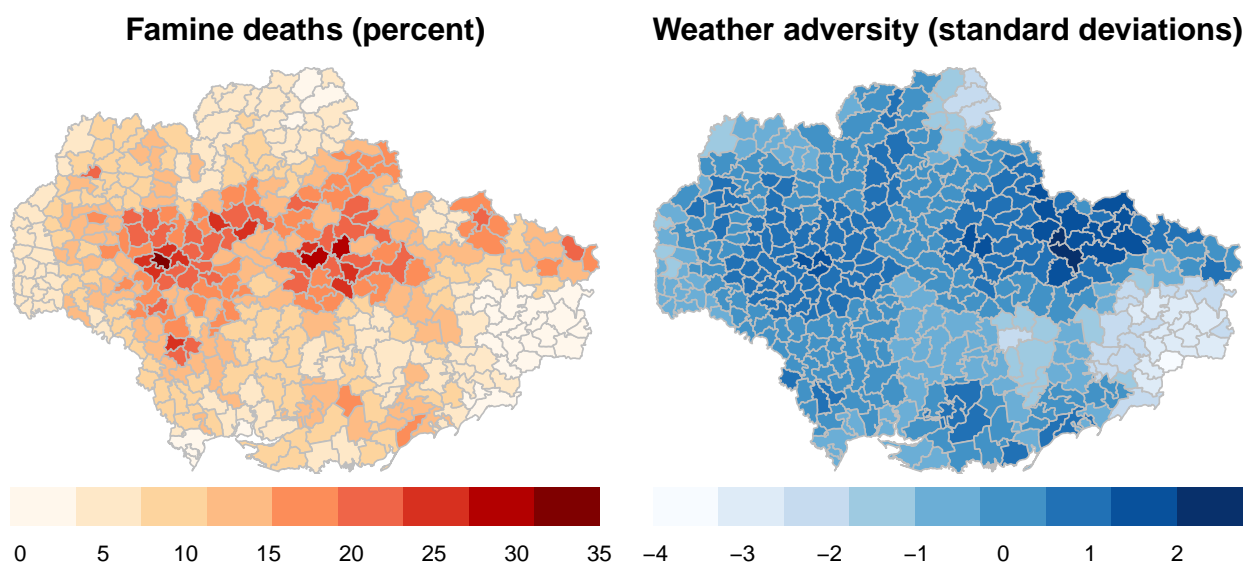 Famine deaths (percent)
Weather adversity (standard deviations)
0 5 10 15 20 25 30 35
−4 −3 −2 −1 0 1 2